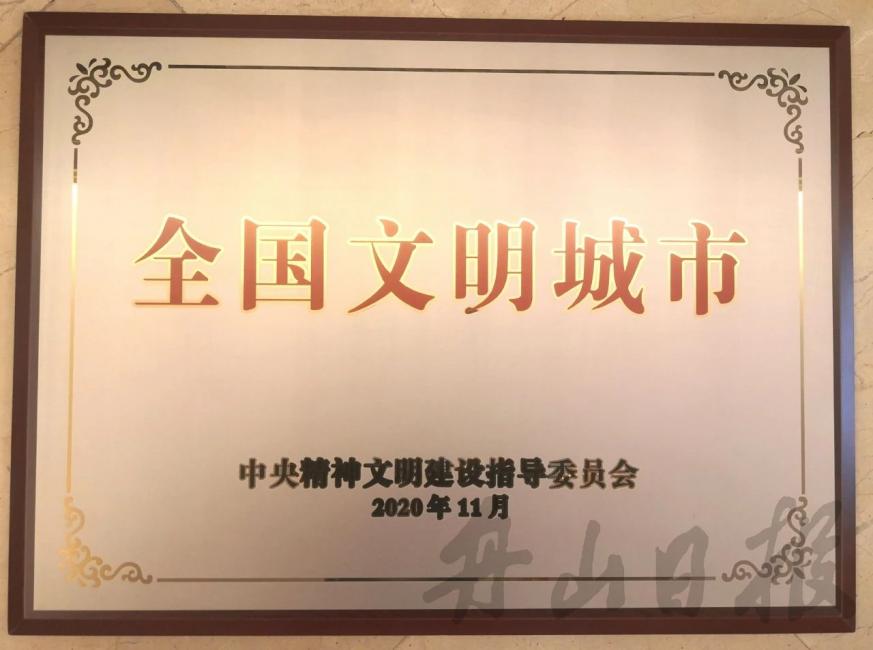 全国文明城市
中央精神文明建设指导委员会
2020年11月
舟山日报